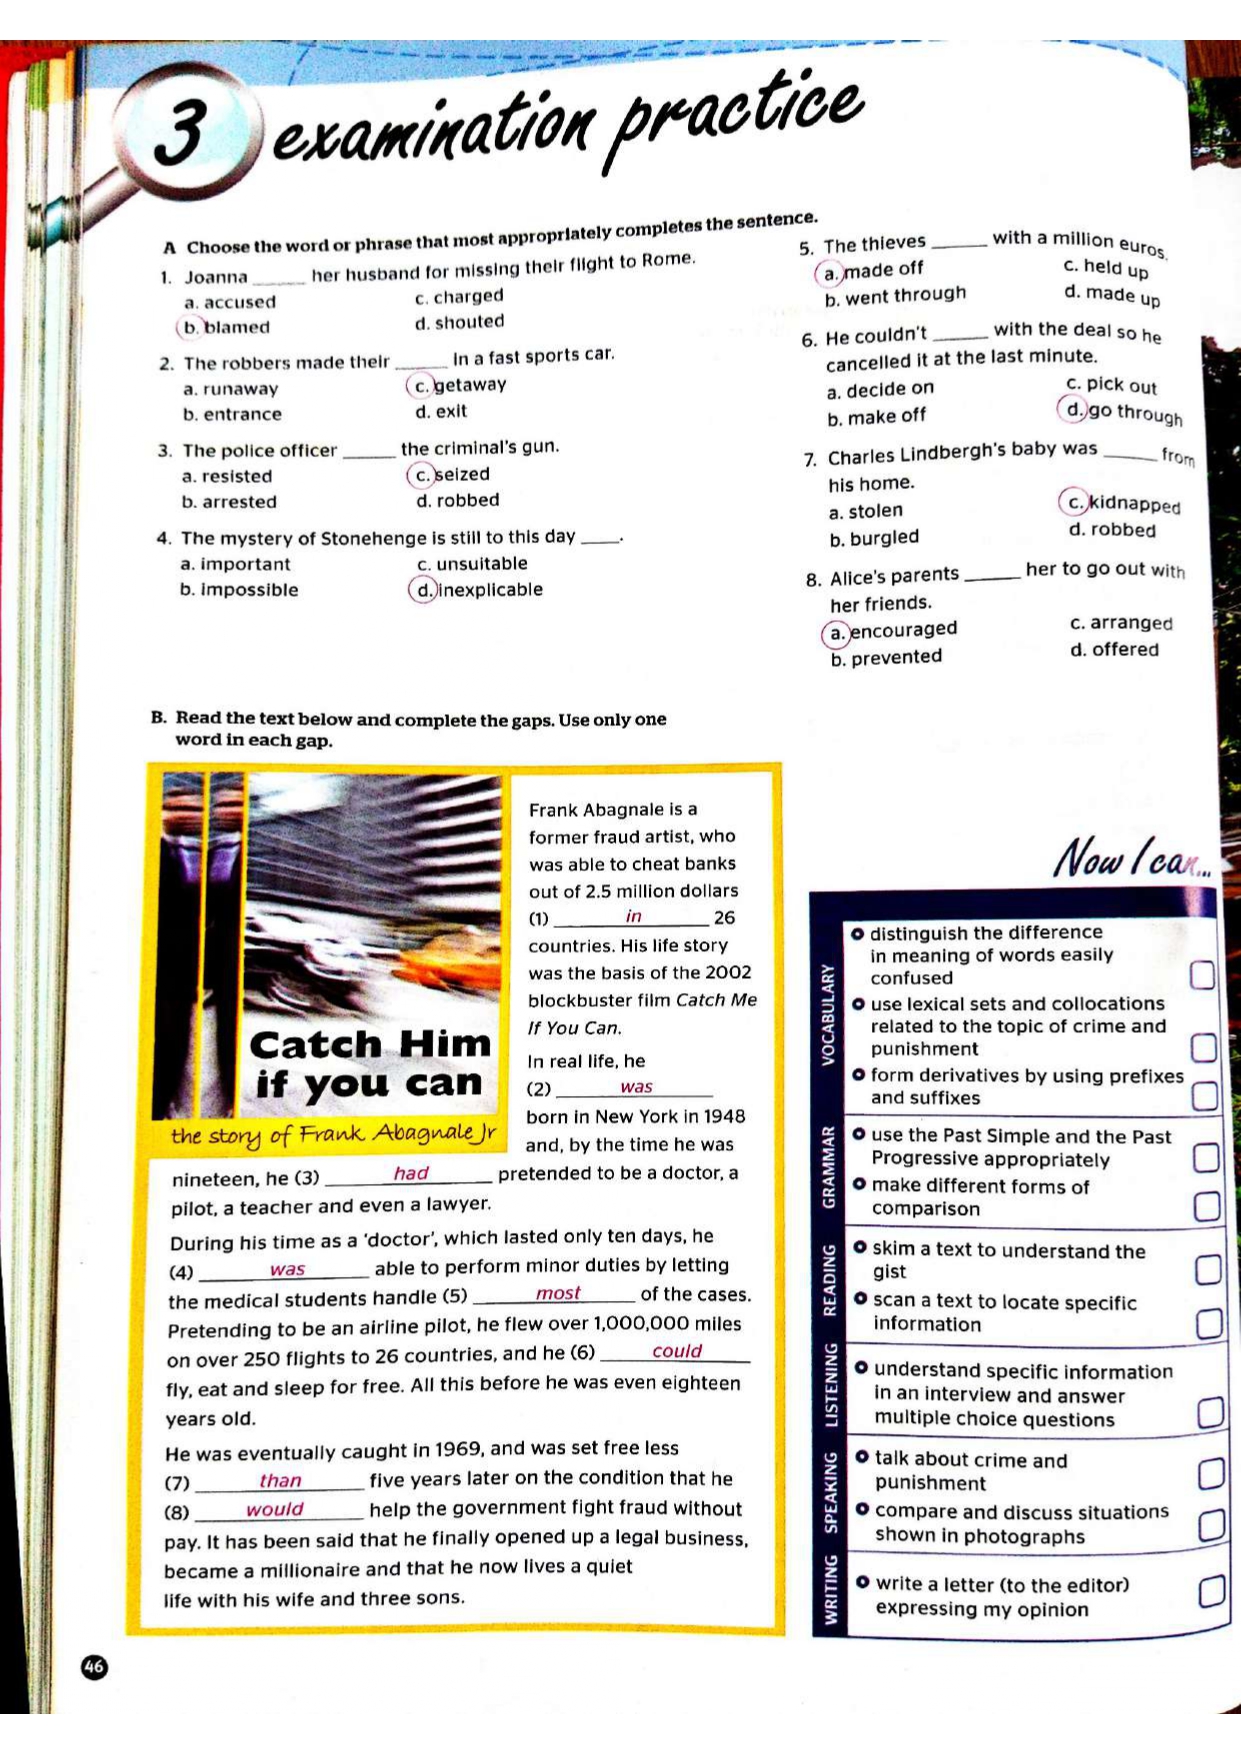 3 examination practice
A Choose the word or phrase that most appropriately completes the sentence.
1. Joanna ______ her husband for missing their flight to Rome.
a. accused
c. charged
b. blamed
d. shouted
2. The robbers made their ______ in a fast sports car.
a. runaway
c. getaway
b. entrance
d. exit
3. The police officer ______ the criminal's gun.
a. resisted
c. seized
b. arrested
d. robbed
4. The mystery of Stonehenge is still to this day ____.
a. important
c. unsuitable
b. impossible
d. inexplicable
5. The thieves ______ with a million euros.
a. made off
c. held up
b. went through
d. made up
6. He couldn't ______ with the deal so he
cancelled it at the last minute.
a. decide on
c. pick out
b. make off
d. go through
7. Charles Lindbergh's baby was ______ from
his home.
a. stolen
c. kidnapped
b. burgled
d. robbed
8. Alice's parents ______ her to go out with
her friends.
a. encouraged
c. arranged
b. prevented
d. offered
B. Read the text below and complete the gaps. Use only one
word in each gap.
Catch Him
if you can
the story of Frank Abagnale Jr
Frank Abagnale is a
former fraud artist, who
was able to cheat banks
out of 2.5 million dollars
(1) in 26
countries. His life story
was the basis of the 2002
blockbuster film Catch Me
If You Can.
In real life, he
(2) was
born in New York in 1948
and, by the time he was
nineteen, he (3) had pretended to be a doctor, a
pilot, a teacher and even a lawyer.
During his time as a 'doctor', which lasted only ten days, he
(4) was able to perform minor duties by letting
the medical students handle (5) most of the cases.
Pretending to be an airline pilot, he flew over 1,000,000 miles
on over 250 flights to 26 countries, and he (6) could
fly, eat and sleep for free. All this before he was even eighteen
years old.
He was eventually caught in 1969, and was set free less
(7) than five years later on the condition that he
(8) would help the government fight fraud without
pay. It has been said that he finally opened up a legal business,
became a millionaire and that he now lives a quiet
life with his wife and three sons.
Now I can...
VOCABULARY
distinguish the difference
in meaning of words easily
confused
use lexical sets and collocations
related to the topic of crime and
punishment
form derivatives by using prefixes
and suffixes
GRAMMAR
use the Past Simple and the Past
Progressive appropriately
make different forms of
comparison
READING
skim a text to understand the
gist
scan a text to locate specific
information
LISTENING
understand specific information
in an interview and answer
multiple choice questions
SPEAKING
talk about crime and
punishment
compare and discuss situations
shown in photographs
WRITING
write a letter (to the editor)
expressing my opinion
46